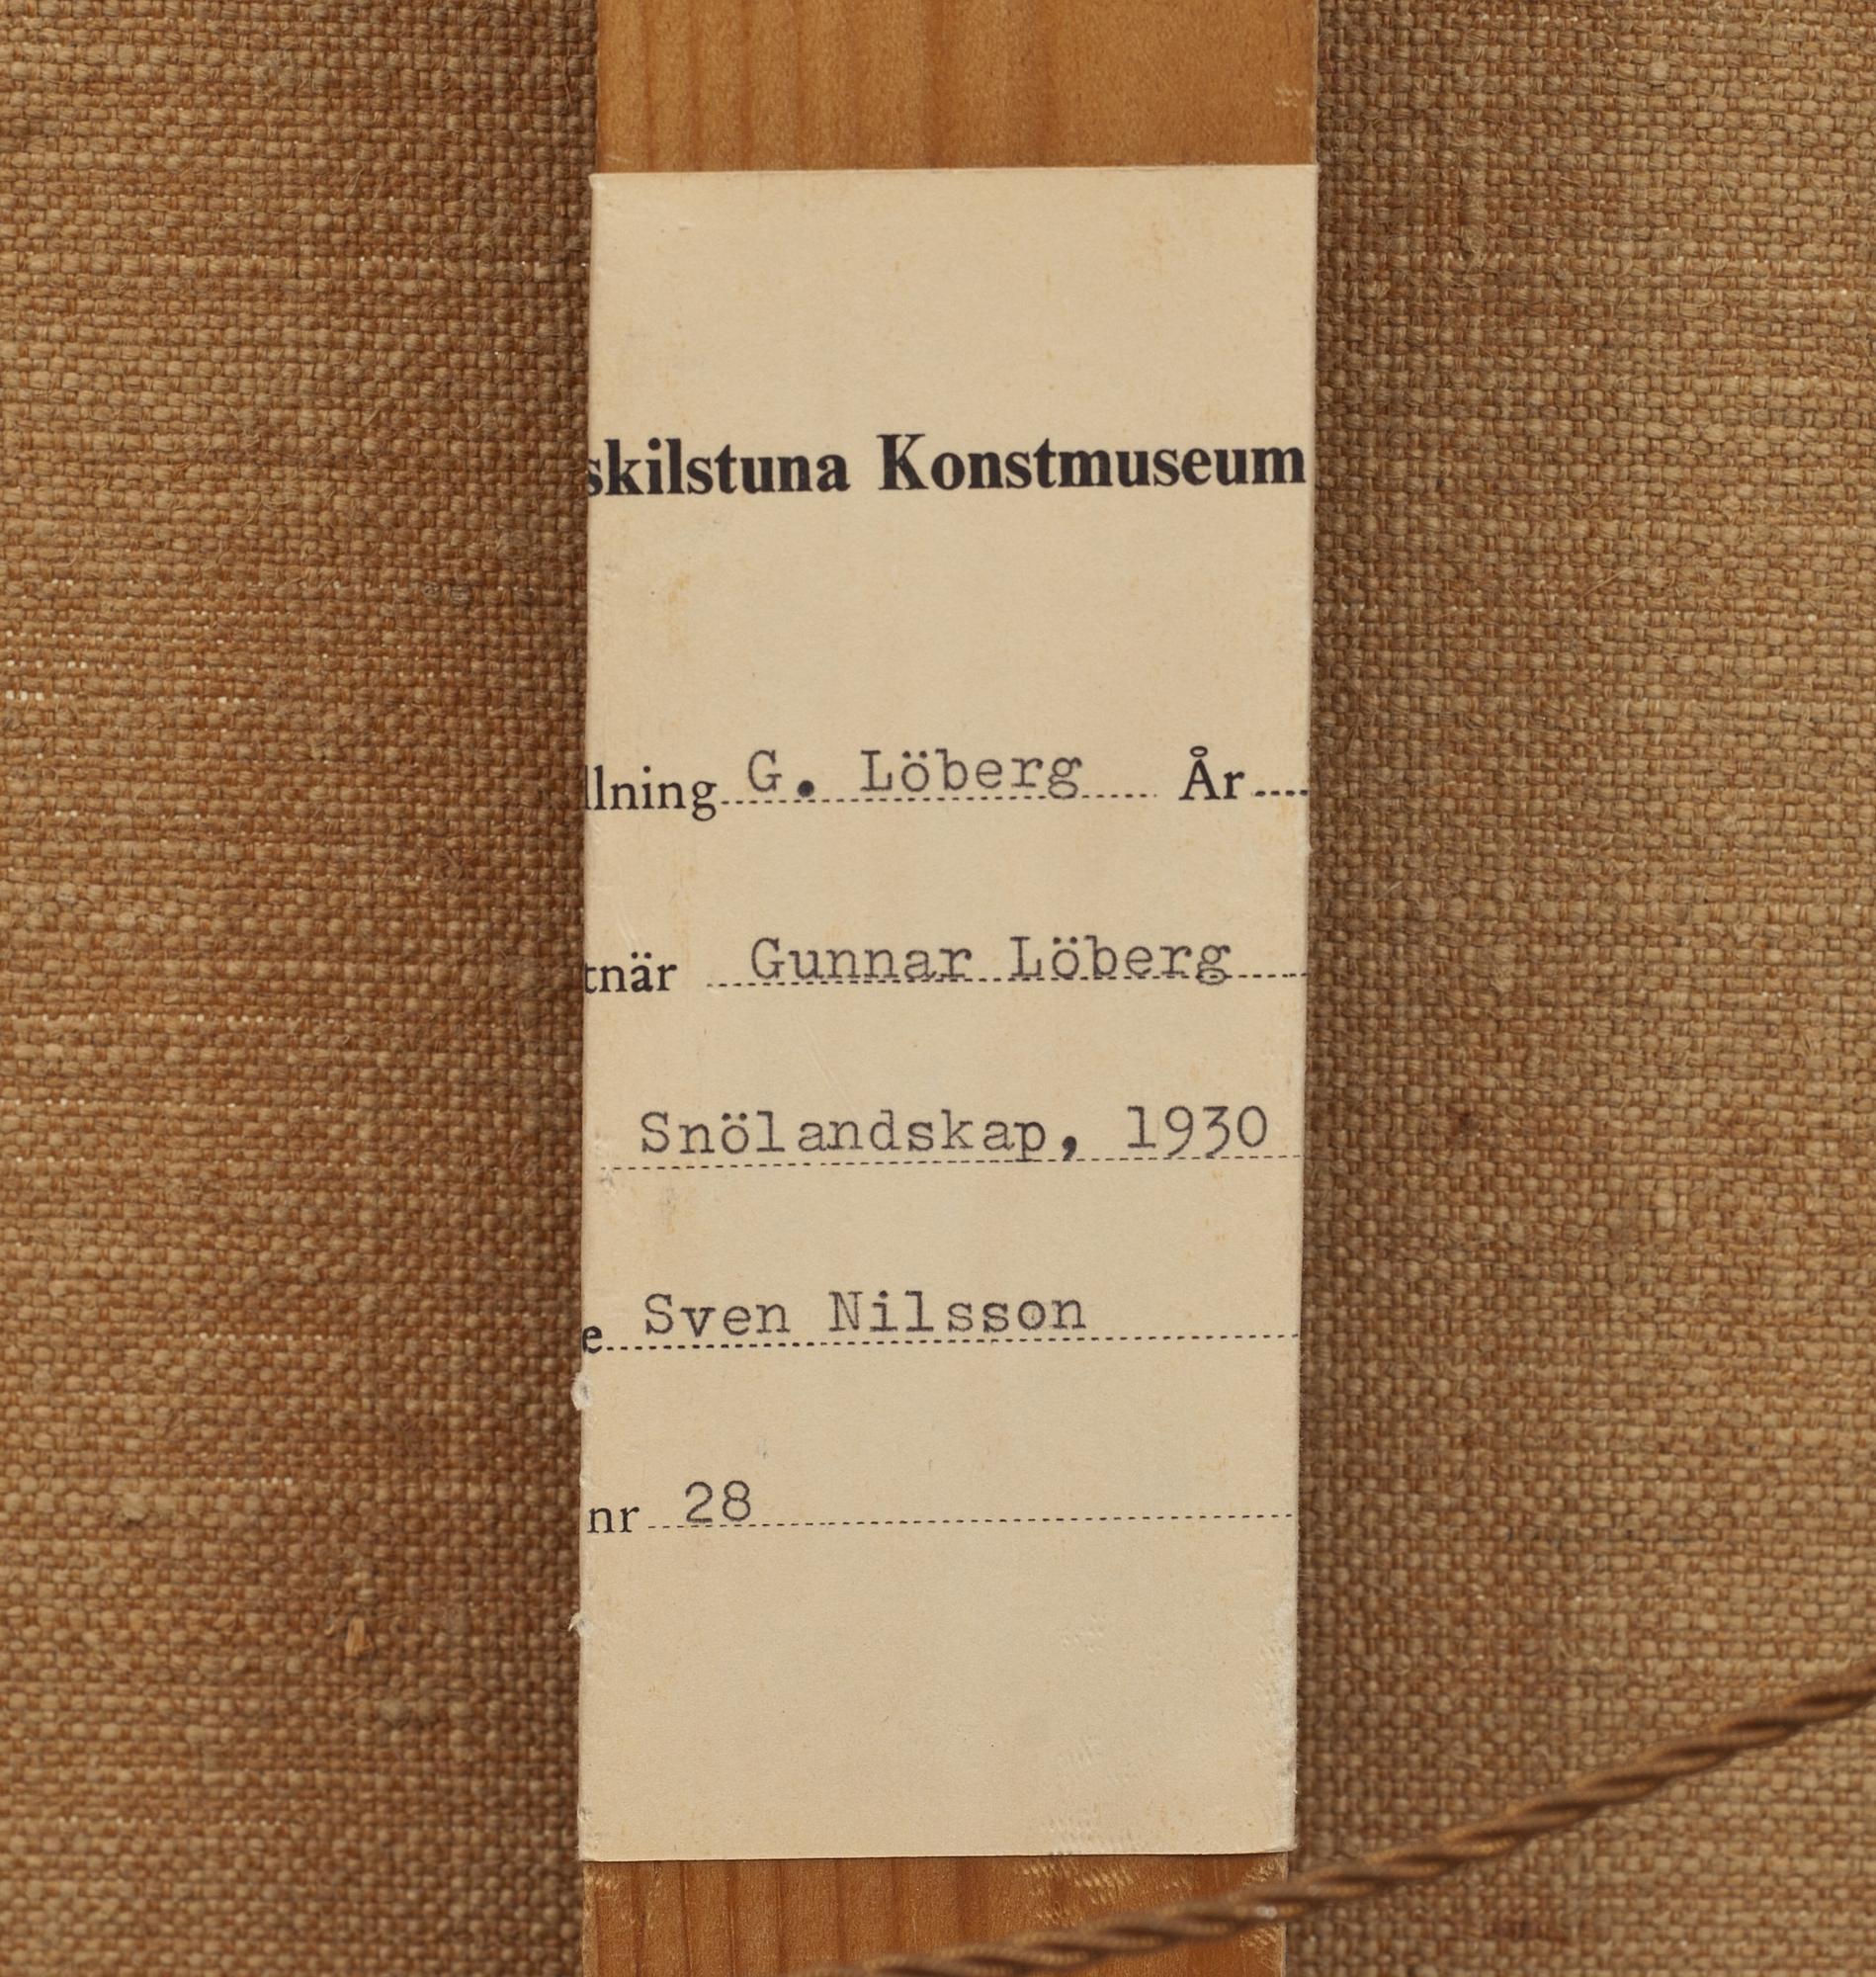 skilstuna Konstmuseum
llning G. Löberg År
tnär Gunnar Löberg
Snölandskap, 1930
e Sven Nilsson
nr 28